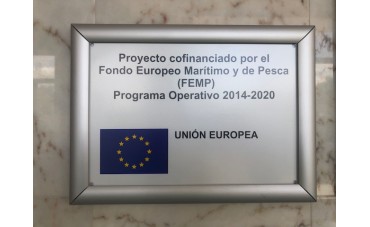 Proyecto cofinanciado por el
Fondo Europeo Marítimo y de Pesca
(FEMP)
Programa Operativo 2014-2020
UNIÓN EUROPEA